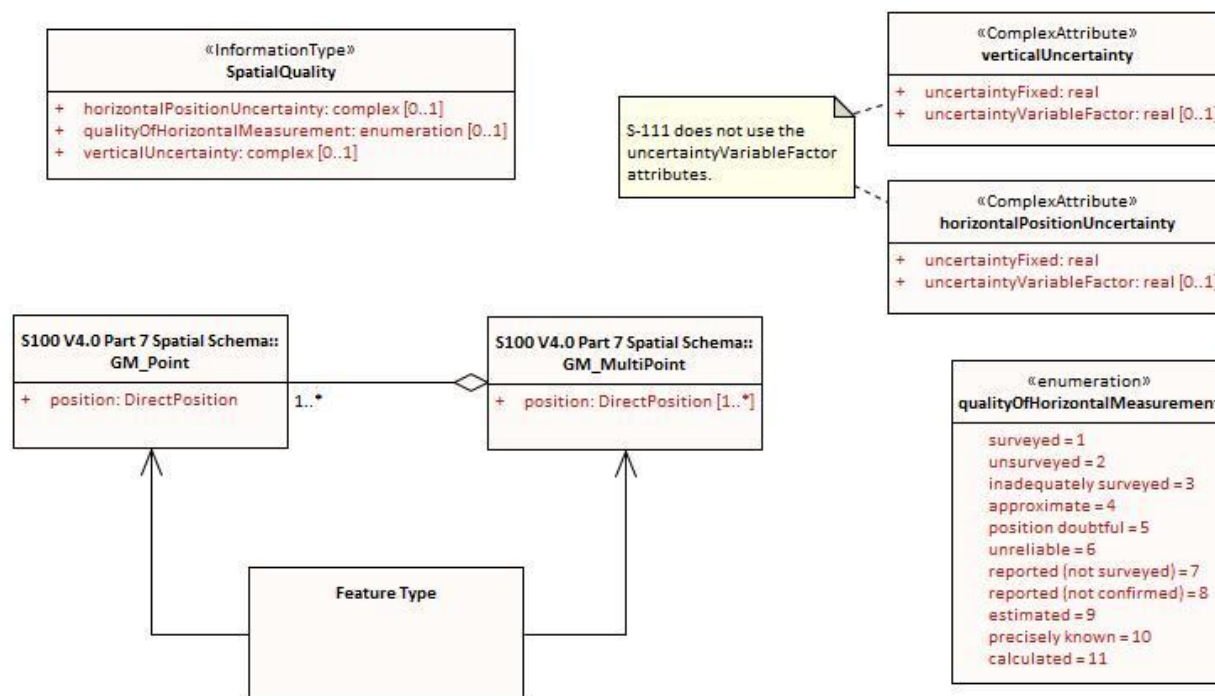 «InformationType»
SpatialQuality
+ horizontalPositionUncertainty: complex [0..1]
+ qualityOfHorizontalMeasurement: enumeration [0..1]
+ verticalUncertainty: complex [0..1]
S-111 does not use the
uncertaintyVariableFactor
attributes.
«ComplexAttribute»
verticalUncertainty
+ uncertaintyFixed: real
+ uncertaintyVariableFactor: real [0..1]
«ComplexAttribute»
horizontalPositionUncertainty
+ uncertaintyFixed: real
+ uncertaintyVariableFactor: real [0..1]
S100 V4.0 Part 7 Spatial Schema::
GM_Point
+ position: DirectPosition
1..*
S100 V4.0 Part 7 Spatial Schema::
GM_MultiPoint
+ position: DirectPosition [1..*]
Feature Type
«enumeration»
qualityOfHorizontalMeasurement
surveyed = 1
unsurveyed = 2
inadequately surveyed = 3
approximate = 4
position doubtful = 5
unreliable = 6
reported (not surveyed) = 7
reported (not confirmed) = 8
estimated = 9
precisely known = 10
calculated = 11